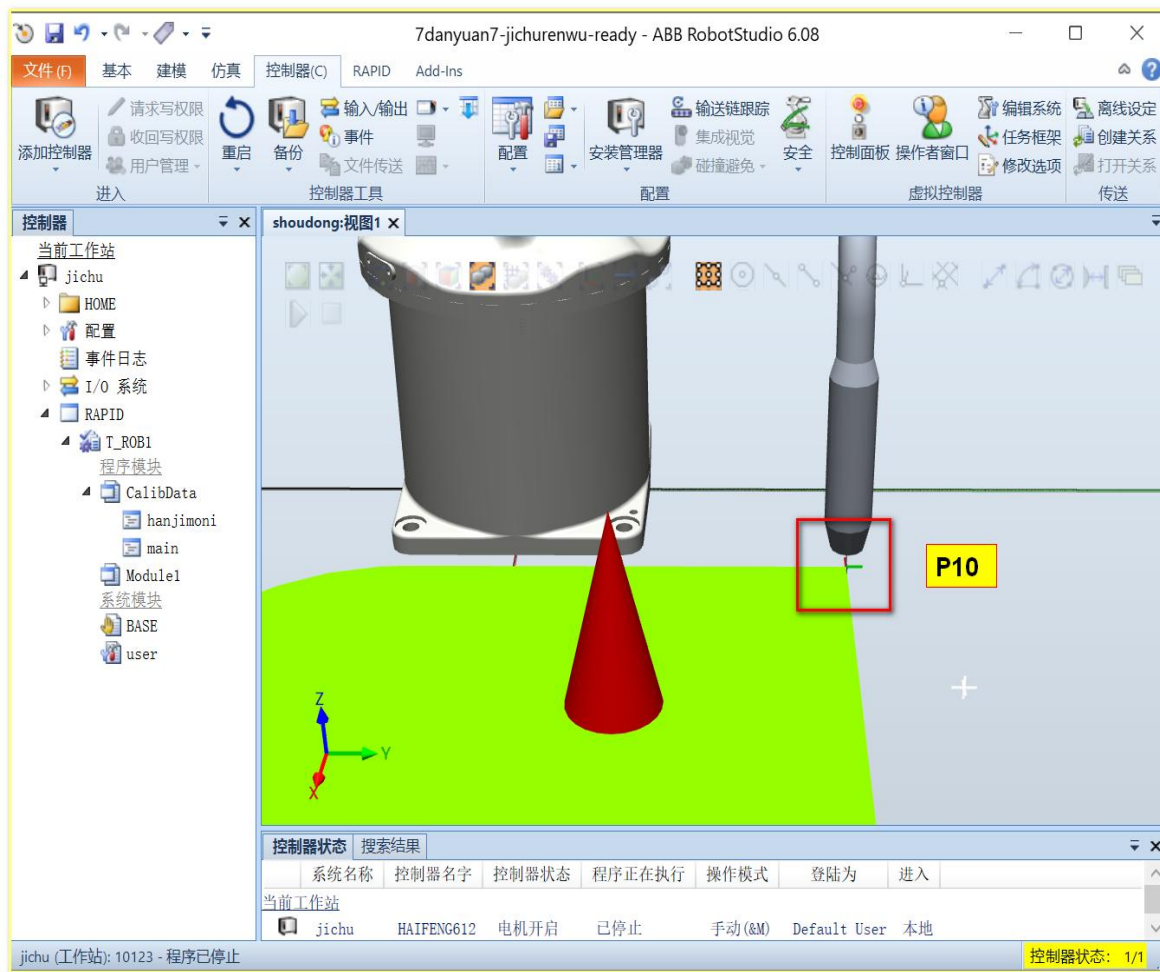 7danyuan7-jichurenwu-ready - ABB RobotStudio 6.08
文件(F) 基本 建模 仿真 控制器(C) RAPID Add-Ins
添加控制器
请求写权限
收回写权限
用户管理
进入
重启
备份
输入/输出
事件
文件传送
控制器工具
配置
安装管理器
输送链跟踪
集成视觉
碰撞避免
安全
配置
控制面板
操作者窗口
编辑系统
任务框架
修改选项
虚拟控制器
离线设定
创建关系
打开关系
传送
控制器
当前工作站
jichu
HOME
配置
事件日志
I/O 系统
RAPID
T_ROB1
程序模块
CalibData
hanjimoni
main
Module1
系统模块
BASE
user
shoudong:视图1
P10
Z
Y
X
控制器状态 搜索结果
系统名称 控制器名字 控制器状态 程序正在执行 操作模式 登陆为 进入
当前工作站
jichu HAIFENG612 电机开启 已停止 手动(&M) Default User 本地
jichu (工作站): 10123 - 程序已停止
控制器状态: 1/1